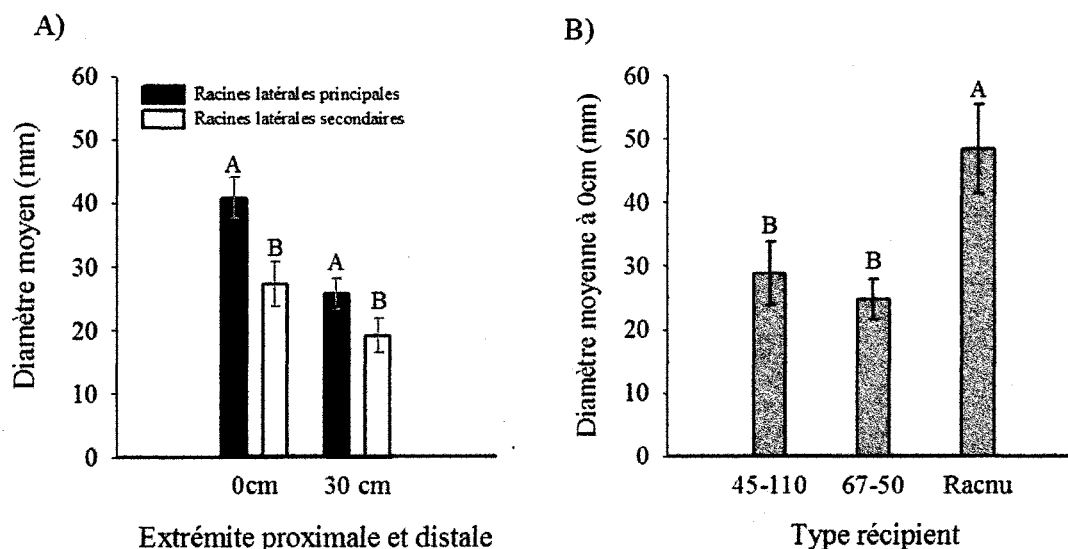 A)
60
50
40
30
20
10
0
Diamètre moyen (mm)
Racines latérales principales
Racines latérales secondaires
A
B
A
B
0cm
30 cm
Extrémite proximale et distale
B)
60
50
40
30
20
10
0
Diamètre moyenne à 0cm (mm)
B
B
A
45-110
67-50
Racnu
Type récipient